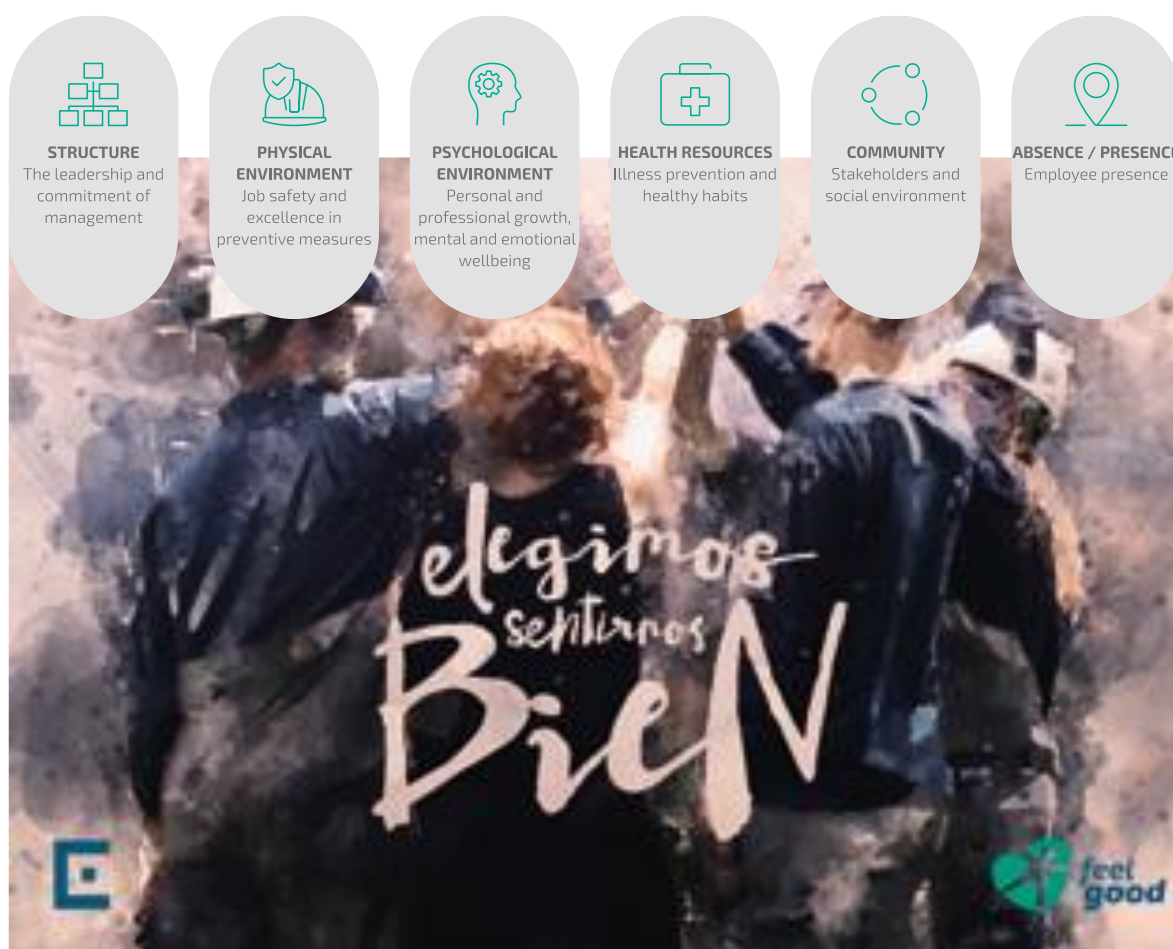 STRUCTURE
The leadership and
commitment of
management
PHYSICAL
ENVIRONMENT
Job safety and
excellence in
preventive measures
PSYCHOLOGICAL
ENVIRONMENT
Personal and
professional growth,
mental and emotional
wellbeing
HEALTH RESOURCES
Illness prevention and
healthy habits
COMMUNITY
Stakeholders and
social environment
ABSENCE / PRESENCE
Employee presence
elegimos
sentirnos
BieN
feel
good